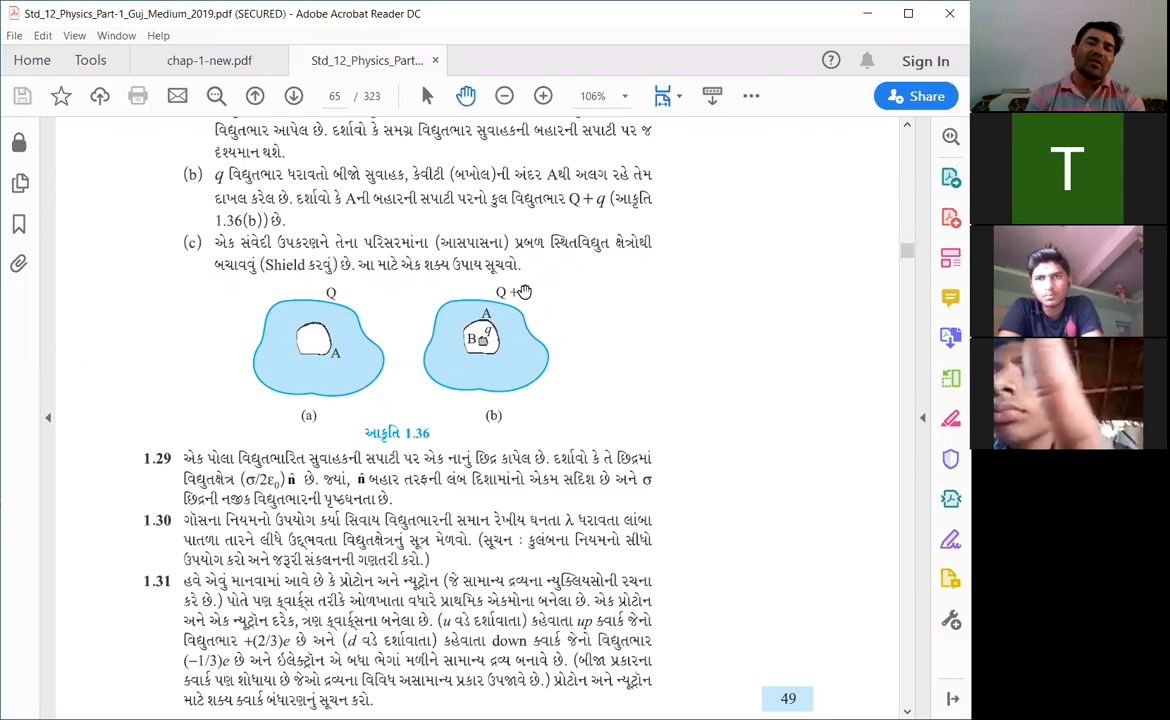 Std_12_Physics_Part-1_Guj_Medium_2019.pdf (SECURED) - Adobe Acrobat Reader DC
File Edit View Window Help
Home Tools chap-1-new.pdf Std_12_Physics_Part... × Sign In
65 / 323 106% Share
વિદ્યુતભાર આપેલ છે. દર્શાવો કે સમગ્ર વિદ્યુતભાર સુવાહકની બહારની સપાટી પર જ
દૃશ્યમાન થશે.
(b) q વિદ્યુતભાર ધરાવતો બીજો સુવાહક, કેવીટી (બખોલ)ની અંદર Aથી અલગ રહે તેમ
દાખલ કરેલ છે. દર્શાવો કે Aની બહારની સપાટી પરનો કુલ વિદ્યુતભાર Q + q (આકૃતિ
1.36(b)) છે.
(c) એક સંવેદી ઉપકરણને તેના પરિસરમાંના (આસપાસના) પ્રબળ સ્થિતવિદ્યુત ક્ષેત્રોથી
બચાવવું (Shield કરવું) છે. આ માટે એક શક્ય ઉપાય સૂચવો.
Q Q +
A
q
B
A
(a) (b)
આકૃતિ 1.36
1.29 એક પોલા વિદ્યુતભારિત સુવાહકની સપાટી પર એક નાનું છિદ્ર કાપેલ છે. દર્શાવો કે તે છિદ્રમાં
વિદ્યુતક્ષેત્ર (σ/2ε₀) n̂ છે. જ્યાં, n̂ બહાર તરફની લંબ દિશામાંનો એકમ સદિશ છે અને σ
છિદ્રની નજીક વિદ્યુતભારની પૃષ્ઠઘનતા છે.
1.30 ગૉસના નિયમનો ઉપયોગ કર્યા સિવાય વિદ્યુતભારની સમાન રેખીય ઘનતા λ ધરાવતા લાંબા
પાતળા તારને લીધે ઉદ્ભવતા વિદ્યુતક્ષેત્રનું સૂત્ર મેળવો. (સૂચન : કુલંબના નિયમનો સીધો
ઉપયોગ કરો અને જરૂરી સંકલનની ગણતરી કરો.)
1.31 હવે એવું માનવામાં આવે છે કે પ્રોટોન અને ન્યૂટ્રૉન (જે સામાન્ય દ્રવ્યના ન્યુક્લિયસોની રચના
કરે છે.) પોતે પણ ક્વાર્ક્સ તરીકે ઓળખાતા વધારે પ્રાથમિક એકમોના બનેલા છે. એક પ્રોટોન
અને એક ન્યૂટ્રૉન દરેક, ત્રણ ક્વાર્ક્સના બનેલા છે. (u વડે દર્શાવાતા) કહેવાતા up ક્વાર્ક જેનો
વિદ્યુતભાર +(2/3)e છે અને (d વડે દર્શાવાતા) કહેવાતા down ક્વાર્ક જેનો વિદ્યુતભાર
(−1/3)e છે અને ઇલેક્ટ્રૉન એ બધા ભેગાં મળીને સામાન્ય દ્રવ્ય બનાવે છે. (બીજા પ્રકારના
ક્વાર્ક પણ શોધાયા છે જેઓ દ્રવ્યના વિવિધ અસામાન્ય પ્રકાર ઉપજાવે છે.) પ્રોટોન અને ન્યૂટ્રૉન
માટે શક્ય ક્વાર્ક બંધારણનું સૂચન કરો.
49
T